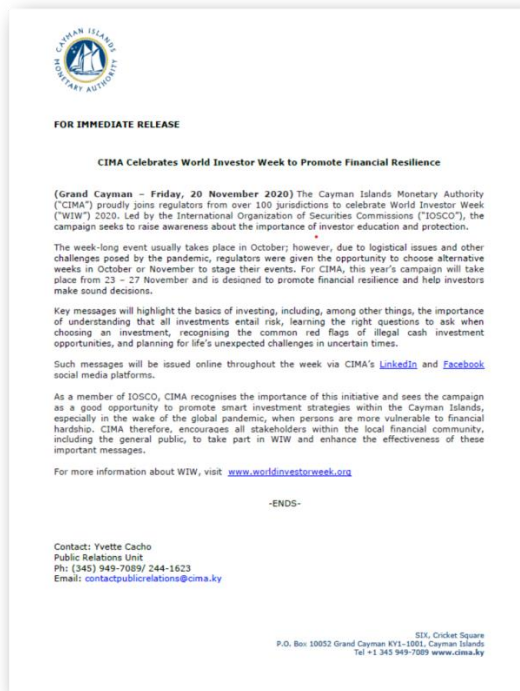 CAYMAN ISLANDS
MONETARY AUTHORITY
FOR IMMEDIATE RELEASE
CIMA Celebrates World Investor Week to Promote Financial Resilience
(Grand Cayman – Friday, 20 November 2020) The Cayman Islands Monetary Authority
("CIMA") proudly joins regulators from over 100 jurisdictions to celebrate World Investor Week
("WIW") 2020. Led by the International Organization of Securities Commissions ("IOSCO"), the
campaign seeks to raise awareness about the importance of investor education and protection.
The week-long event usually takes place in October; however, due to logistical issues and other
challenges posed by the pandemic, regulators were given the opportunity to choose alternative
weeks in October or November to stage their events. For CIMA, this year's campaign will take
place from 23 – 27 November and is designed to promote financial resilience and help investors
make sound decisions.
Key messages will highlight the basics of investing, including, among other things, the importance
of understanding that all investments entail risk, learning the right questions to ask when
choosing an investment, recognising the common red flags of illegal cash investment
opportunities, and planning for life's unexpected challenges in uncertain times.
Such messages will be issued online throughout the week via CIMA's LinkedIn and Facebook
social media platforms.
As a member of IOSCO, CIMA recognises the importance of this initiative and sees the campaign
as a good opportunity to promote smart investment strategies within the Cayman Islands,
especially in the wake of the global pandemic, when persons are more vulnerable to financial
hardship. CIMA therefore, encourages all stakeholders within the local financial community,
including the general public, to take part in WIW and enhance the effectiveness of these
important messages.
For more information about WIW, visit www.worldinvestorweek.org
-ENDS-
Contact: Yvette Cacho
Public Relations Unit
Ph: (345) 949-7089/ 244-1623
Email: contactpublicrelations@cima.ky
SIX, Cricket Square
P.O. Box 10052 Grand Cayman KY1–1001, Cayman Islands
Tel +1 345 949-7089 www.cima.ky